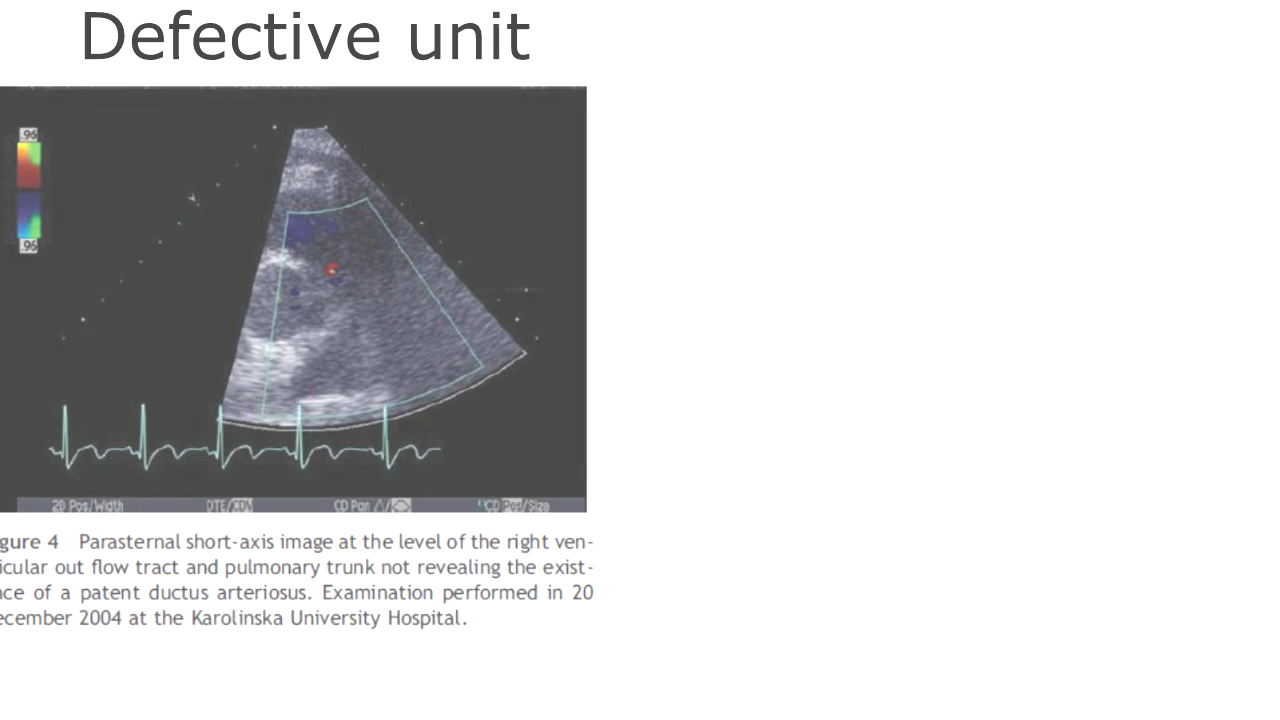 Defective unit
.96
.96
2D Pos/Width DTE/CDV CD Pan CD Pos/Size
gure 4 Parasternal short-axis image at the level of the right ven-
icular out flow tract and pulmonary trunk not revealing the exist-
nce of a patent ductus arteriosus. Examination performed in 20
ecember 2004 at the Karolinska University Hospital.